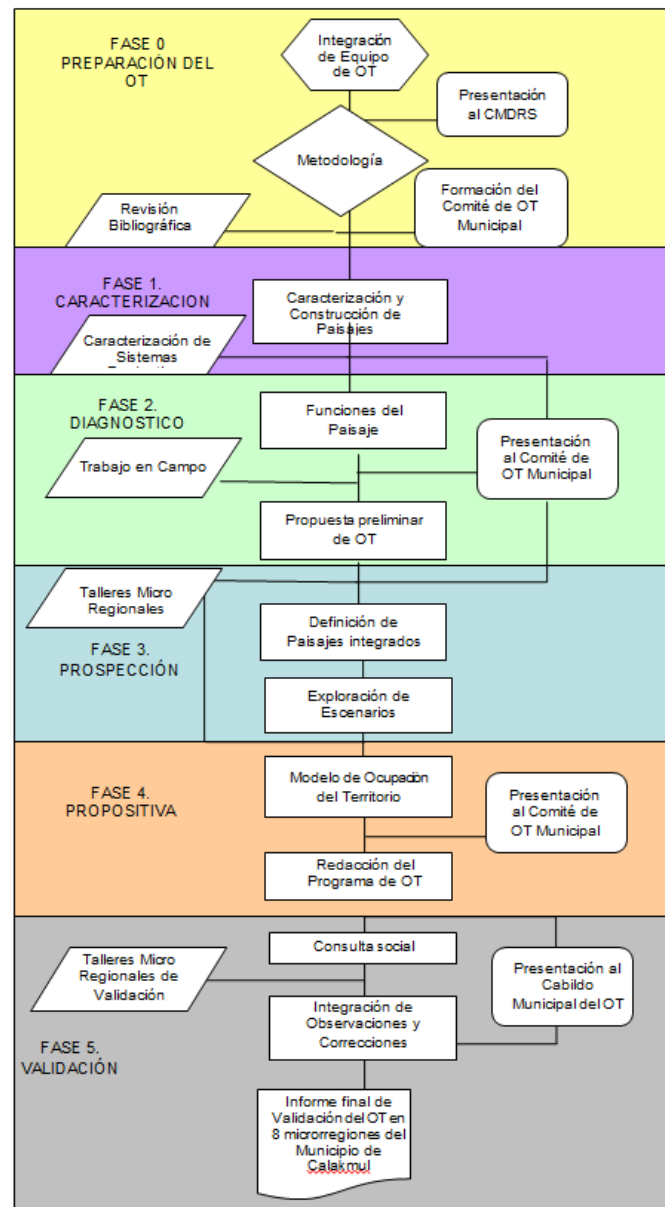 FASE 0
PREPARACIÓN DEL
OT
Integración
de Equipo
de OT
Presentación
al CMDRS
Metodología
Revisión
Bibliográfica
Formación del
Comité de OT
Municipal
FASE 1.
CARACTERIZACION
Caracterización y
Construcción de
Paisajes
Caracterización de
Sistemas
FASE 2.
DIAGNOSTICO
Funciones del
Paisaje
Trabajo en Campo
Presentación
al Comité de
OT Municipal
Propuesta preliminar
de OT
Talleres Micro
Regionales
FASE 3.
PROSPECCIÓN
Definición de
Paisajes integrados
Exploración de
Escenarios
FASE 4.
PROPOSITIVA
Modelo de Ocupación
del Territorio
Presentación
al Comité de
OT Municipal
Redacción del
Programa de OT
Consulta social
Talleres Micro
Regionales de
Validación
Presentación al
Cabildo
Municipal del OT
Integración de
Observaciones y
Correcciones
FASE 5.
VALIDACIÓN
Informe final de
Validación del OT en
8 microrregiones del
Municipio de
Calakmul